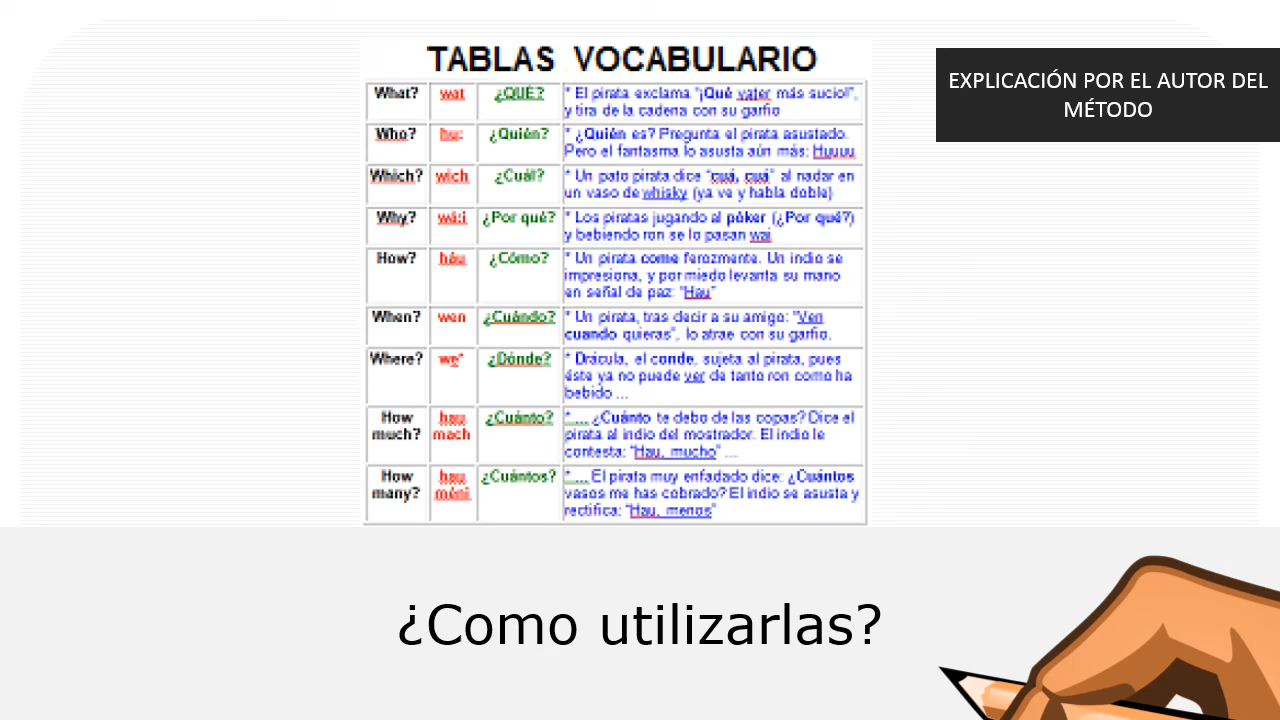 TABLAS VOCABULARIO
EXPLICACIÓN POR EL AUTOR DEL
MÉTODO
What? wat ¿QUÉ? * El pirata exclama "¡Qué vater más sucio!",
y tira de la cadena con su garfio
Who? hu: ¿Quién? * ¿Quién es? Pregunta el pirata asustado.
Pero el fantasma lo asusta aún más: Huuuu
Which? wich ¿Cuál? * Un pato pirata dice "cuá, cuá" al nadar en
un vaso de whisky (ya ve y habla doble)
Why? wá:i ¿Por qué? * Los piratas jugando al póker (¿Por qué?)
y bebiendo ron se lo pasan wai
How? háu ¿Cómo? * Un pirata come ferozmente. Un indio se
impresiona, y por miedo levanta su mano
en señal de paz: "Hau"
When? wen ¿Cuándo? * Un pirata, tras decir a su amigo: "Ven
cuando quieras", lo atrae con su garfio.
Where? we* ¿Dónde? * Drácula, el conde, sujeta al pirata, pues
éste ya no puede ver de tanto ron como ha
bebido ...
How hau ¿Cuánto? * ... ¿Cuánto te debo de las copas? Dice el
much? mach pirata al indio del mostrador. El indio le
contesta: "Hau, mucho" ...
How hau ¿Cuántos? * ... El pirata muy enfadado dice: ¿Cuántos
many? méni vasos me has cobrado? El indio se asusta y
rectifica: "Hau, menos"
¿Como utilizarlas?